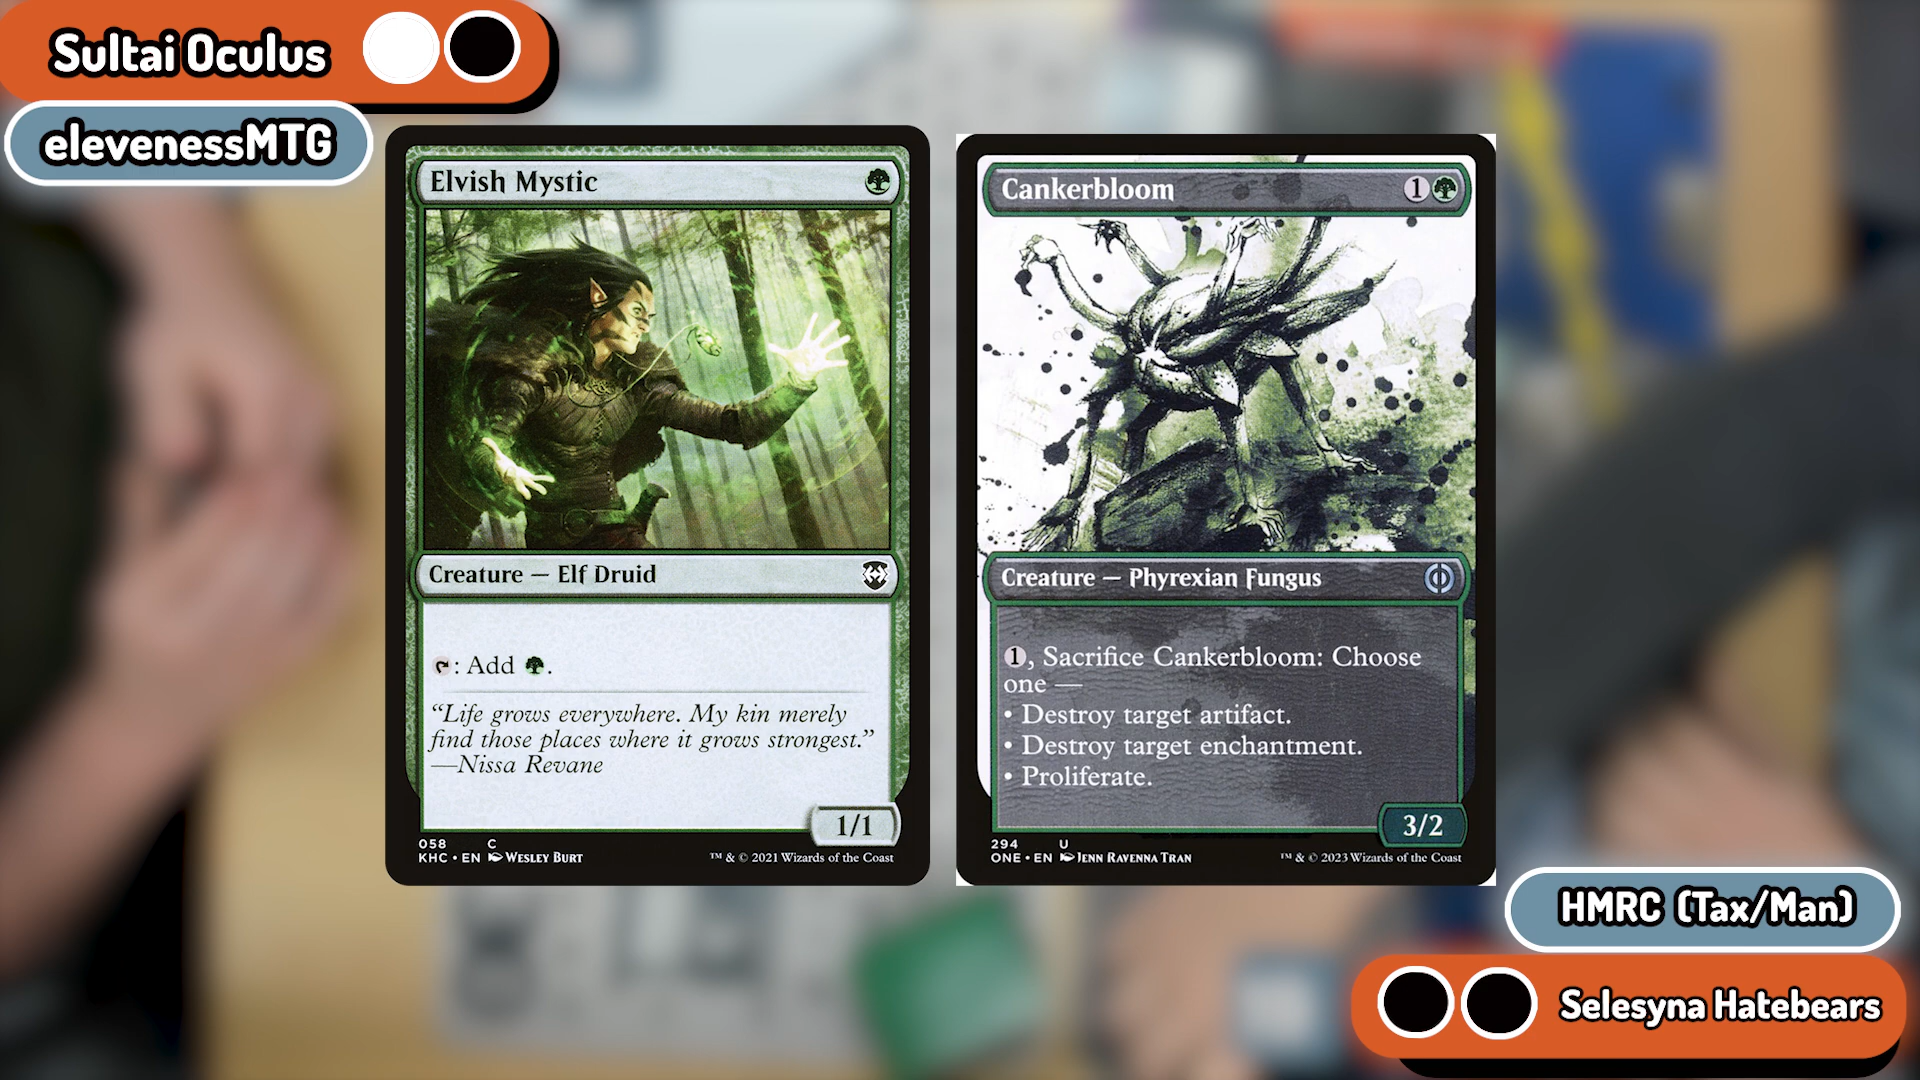 Sultai Oculus
elevenessMTG
Elvish Mystic
Creature — Elf Druid
: Add .
“Life grows everywhere. My kin merely
find those places where it grows strongest.”
—Nissa Revane
1/1
058 C
KHC • EN Wesley Burt
™ & © 2021 Wizards of the Coast
Cankerbloom
1
Creature — Phyrexian Fungus
1, Sacrifice Cankerbloom: Choose
one —
• Destroy target artifact.
• Destroy target enchantment.
• Proliferate.
3/2
294 U
ONE • EN Jenn Ravenna Tran
™ & © 2023 Wizards of the Coast
HMRC (Tax/Man)
Selesyna Hatebears